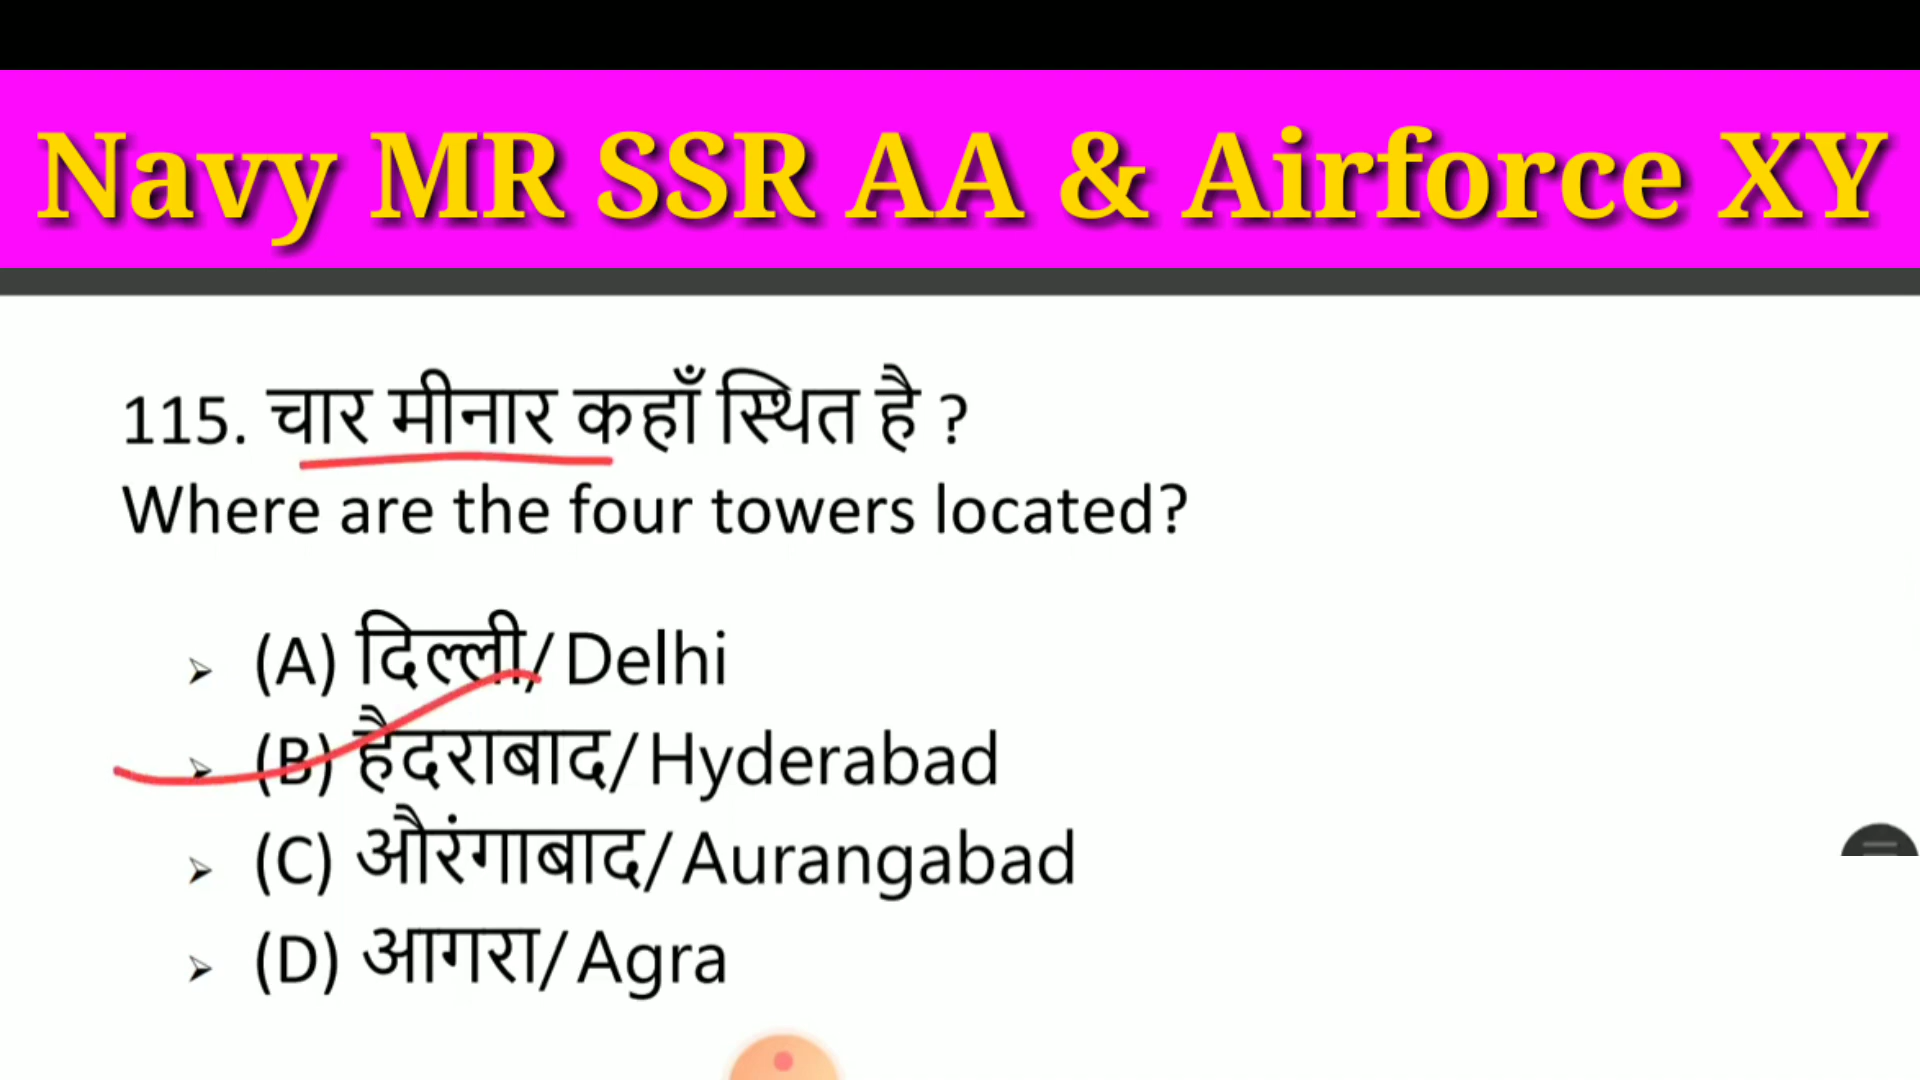 Navy MR SSR AA & Airforce XY
115. चार मीनार कहाँ स्थित है ?
Where are the four towers located?
(A) दिल्ली/ Delhi
(B) हैदराबाद/ Hyderabad
(C) औरंगाबाद/ Aurangabad
(D) आगरा/ Agra